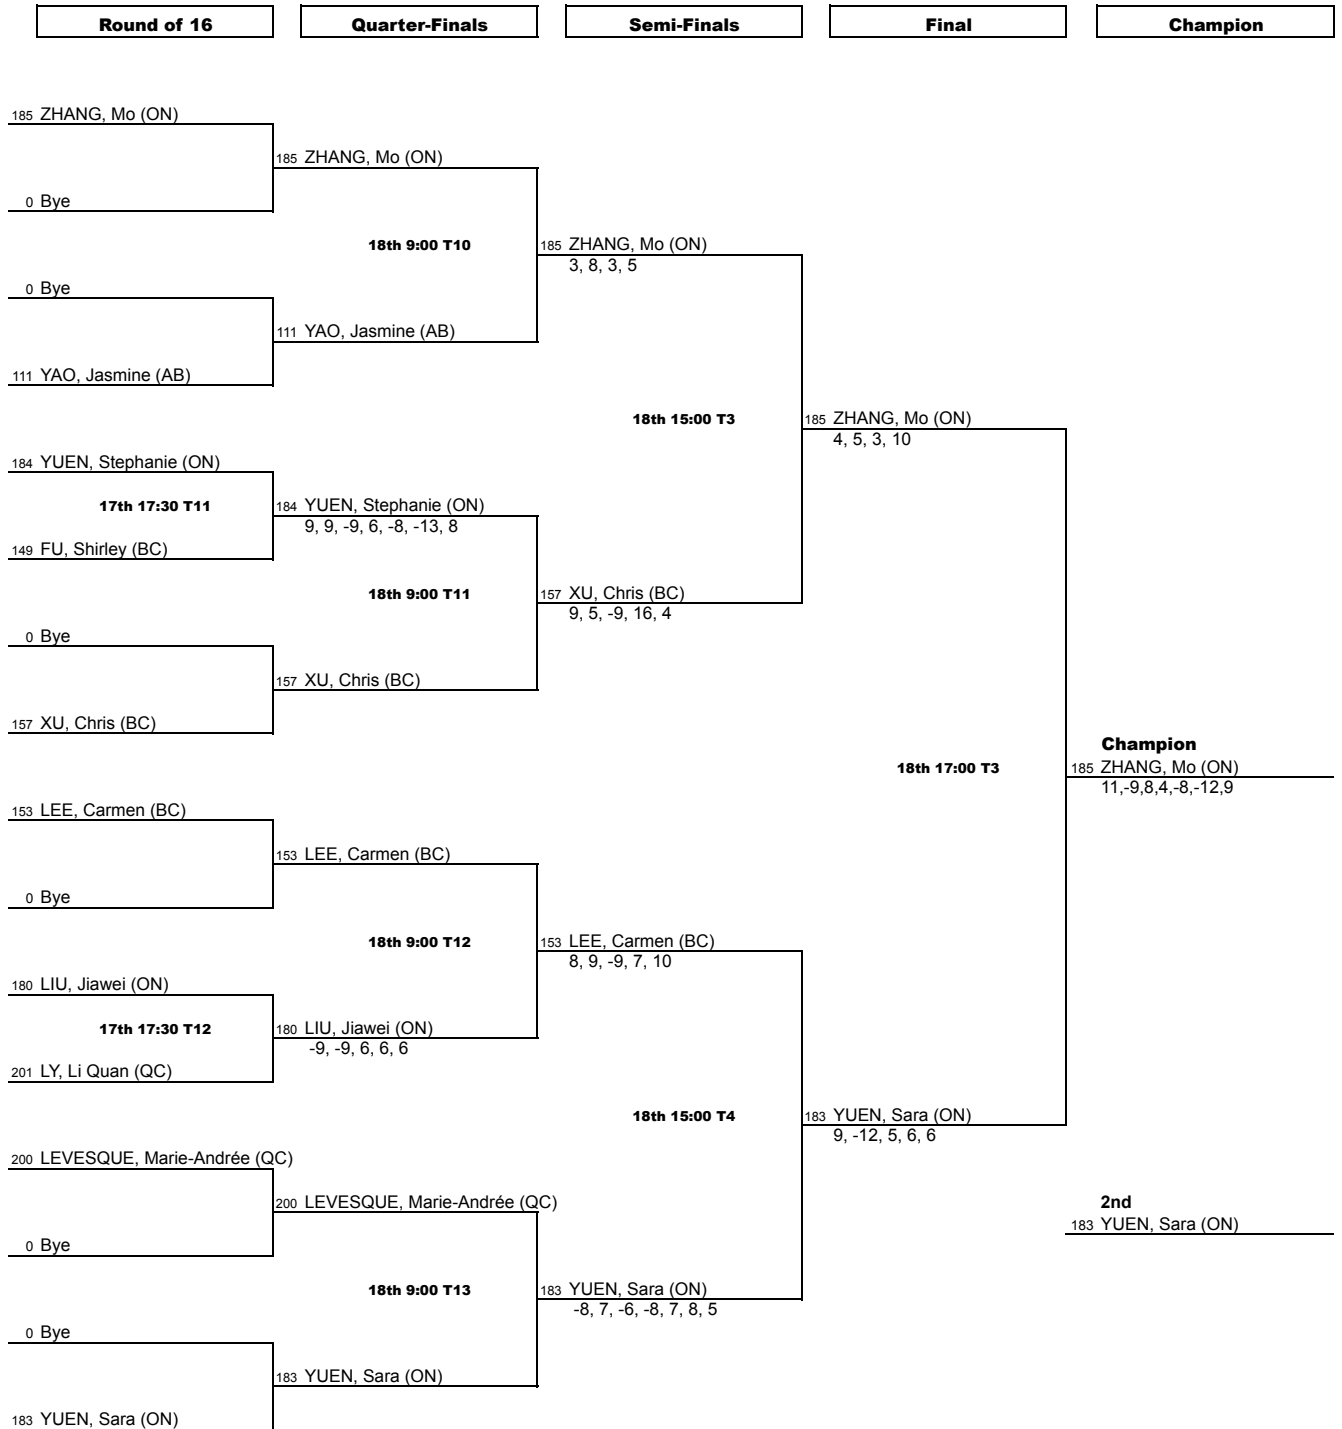 Round of 16 Quarter-Finals Semi-Finals Final Champion
185 ZHANG, Mo (ON)
185 ZHANG, Mo (ON)
0 Bye
18th 9:00 T10
185 ZHANG, Mo (ON)
3, 8, 3, 5
0 Bye
111 YAO, Jasmine (AB)
111 YAO, Jasmine (AB)
18th 15:00 T3
185 ZHANG, Mo (ON)
4, 5, 3, 10
184 YUEN, Stephanie (ON)
17th 17:30 T11
184 YUEN, Stephanie (ON)
9, 9, -9, 6, -8, -13, 8
149 FU, Shirley (BC)
18th 9:00 T11
157 XU, Chris (BC)
9, 5, -9, 16, 4
0 Bye
157 XU, Chris (BC)
157 XU, Chris (BC)
Champion
18th 17:00 T3
185 ZHANG, Mo (ON)
11,-9,8,4,-8,-12,9
153 LEE, Carmen (BC)
153 LEE, Carmen (BC)
0 Bye
18th 9:00 T12
153 LEE, Carmen (BC)
8, 9, -9, 7, 10
180 LIU, Jiawei (ON)
17th 17:30 T12
180 LIU, Jiawei (ON)
-9, -9, 6, 6, 6
201 LY, Li Quan (QC)
18th 15:00 T4
183 YUEN, Sara (ON)
9, -12, 5, 6, 6
200 LEVESQUE, Marie-Andrée (QC)
200 LEVESQUE, Marie-Andrée (QC)
2nd
183 YUEN, Sara (ON)
0 Bye
18th 9:00 T13
183 YUEN, Sara (ON)
-8, 7, -6, -8, 7, 8, 5
0 Bye
183 YUEN, Sara (ON)
183 YUEN, Sara (ON)